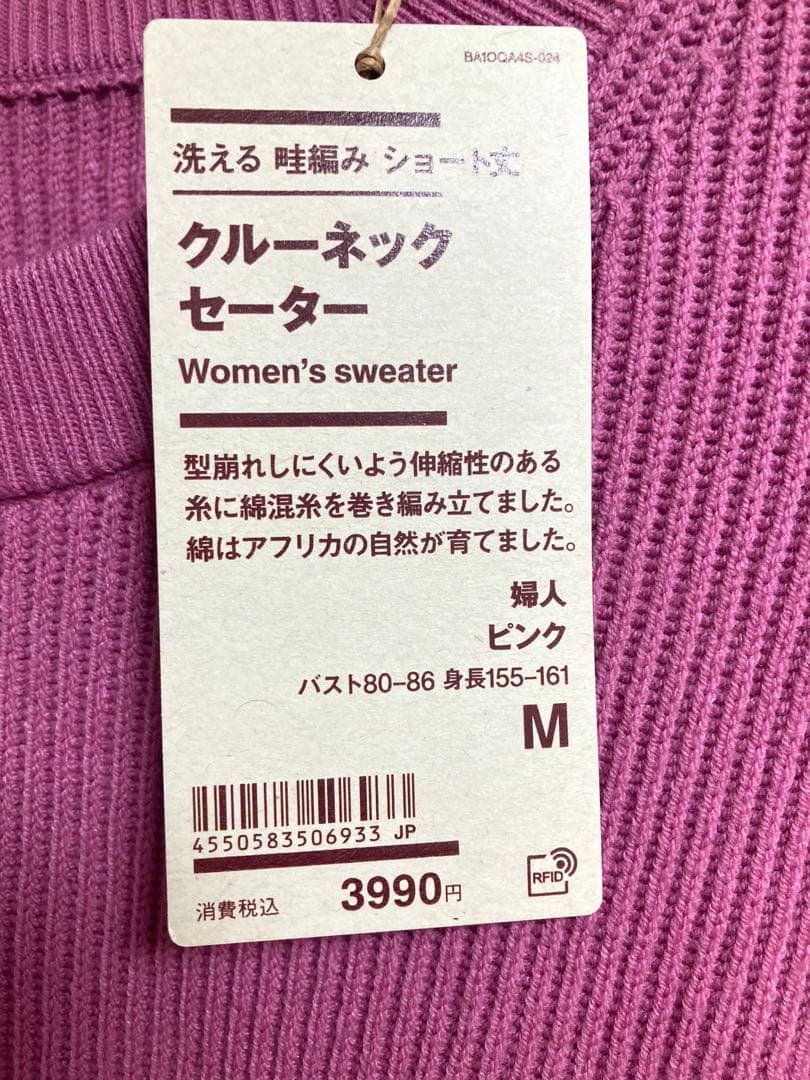 BA1OQA4S-024
洗える 畦編み ショート丈
クルーネック
セーター
Women's sweater
型崩れしにくいよう伸縮性のある
糸に綿混糸を巻き編み立てました。
綿はアフリカの自然が育てました。
婦人
ピンク
バスト80-86 身長155-161
M
4550583506933 JP
消費税込 3990円
RFID